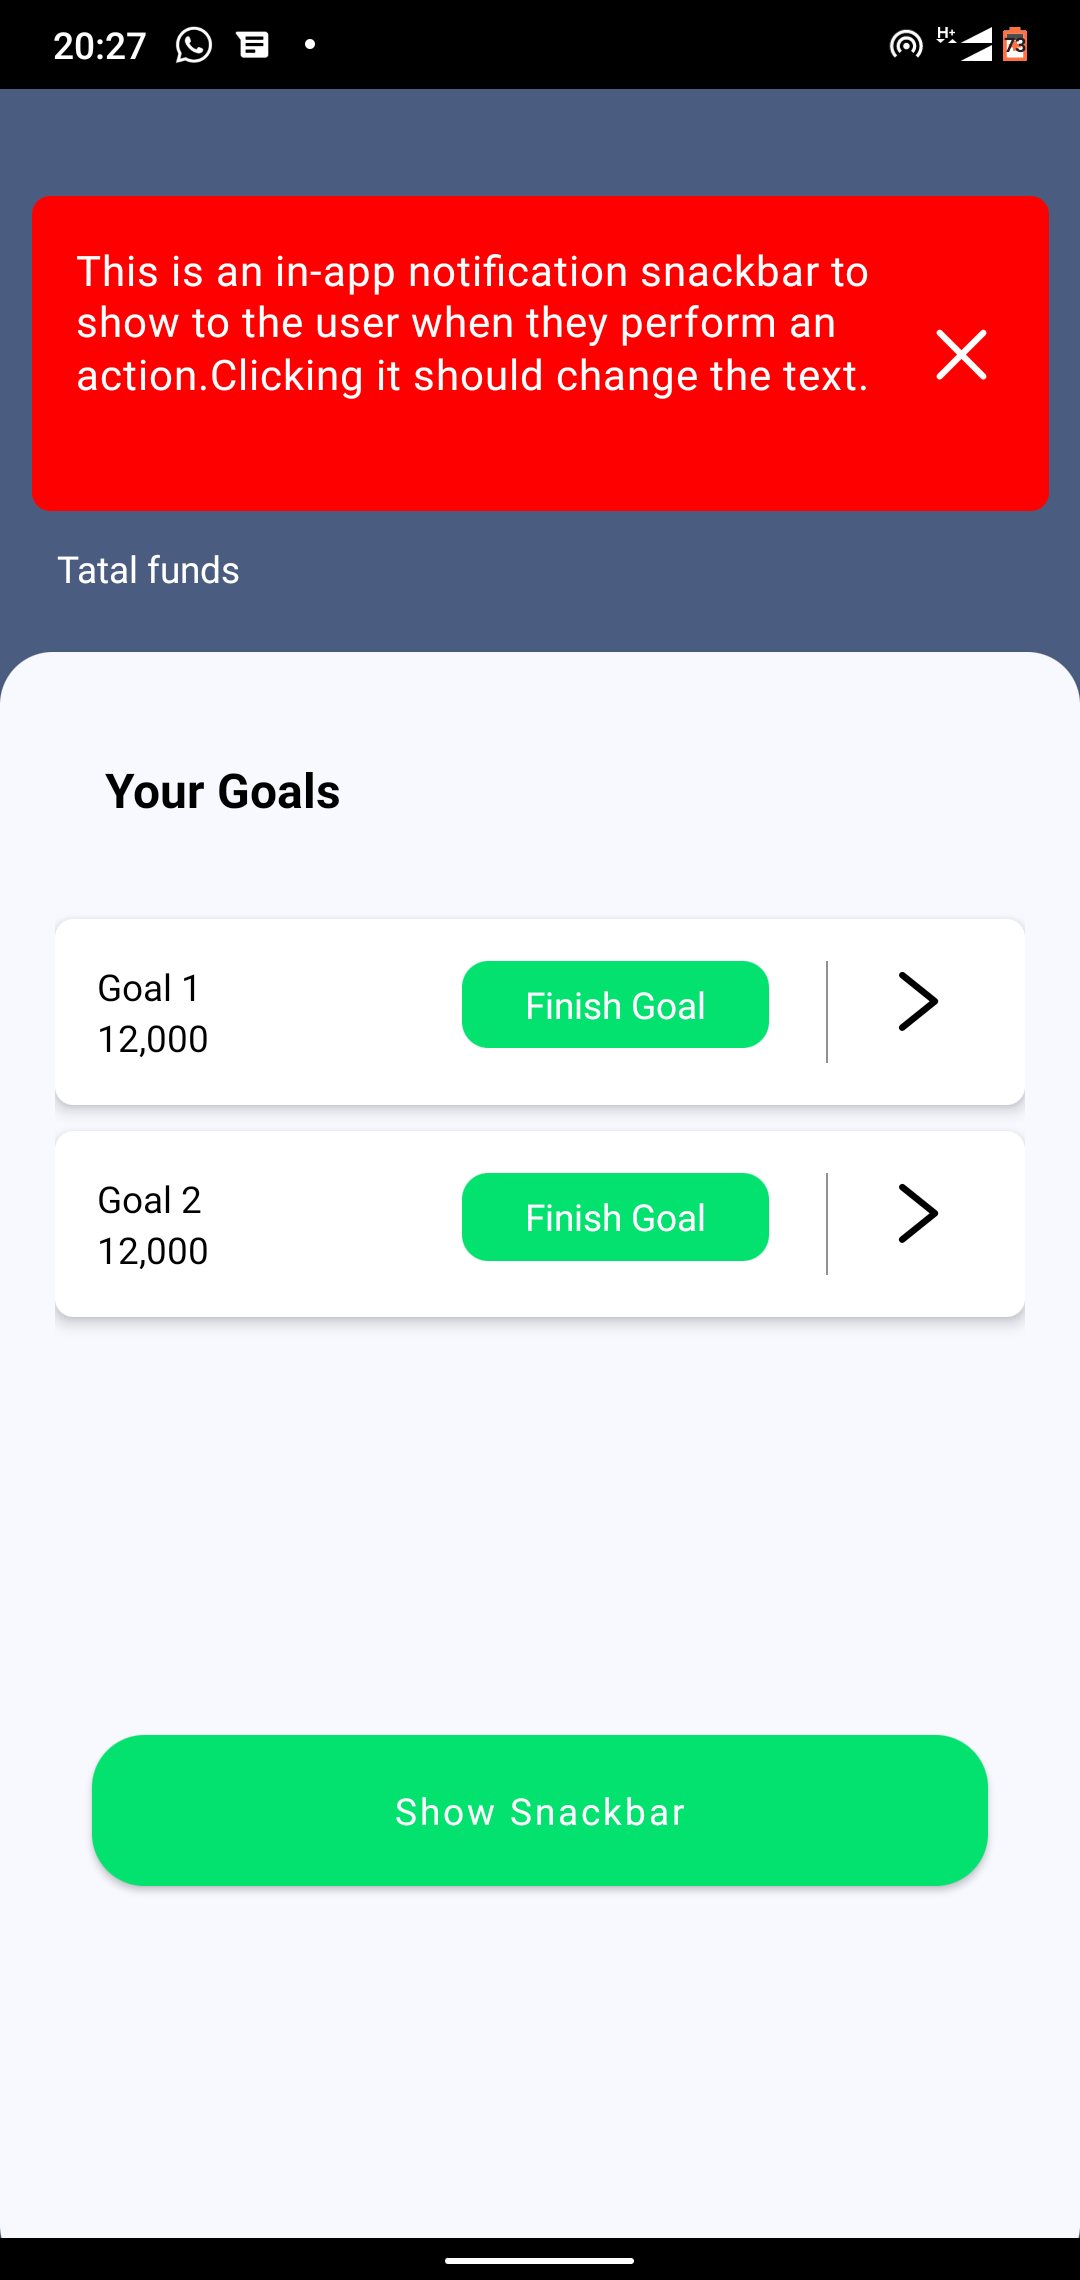 20:27
H+
73
This is an in-app notification snackbar to
show to the user when they perform an
action.Clicking it should change the text.
Tatal funds
Your Goals
Goal 1
12,000
Finish Goal
Goal 2
12,000
Finish Goal
Show Snackbar